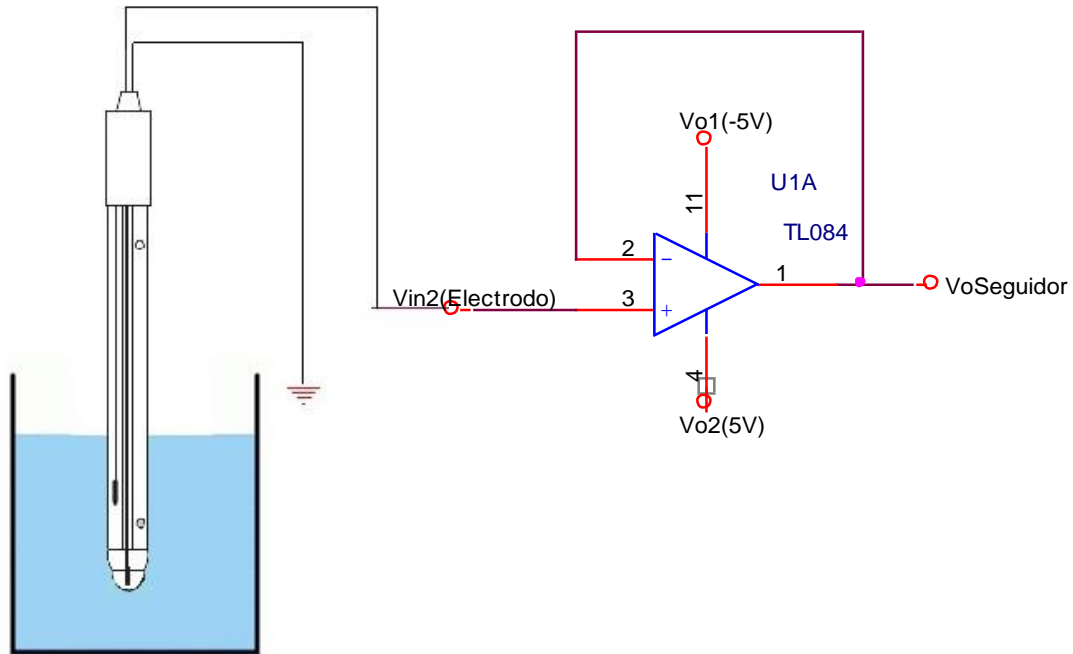 Vo1(-5V)
U1A
11
TL084
2
−
1
Vin2(Electrodo)
3
+
VoSeguidor
4
Vo2(5V)